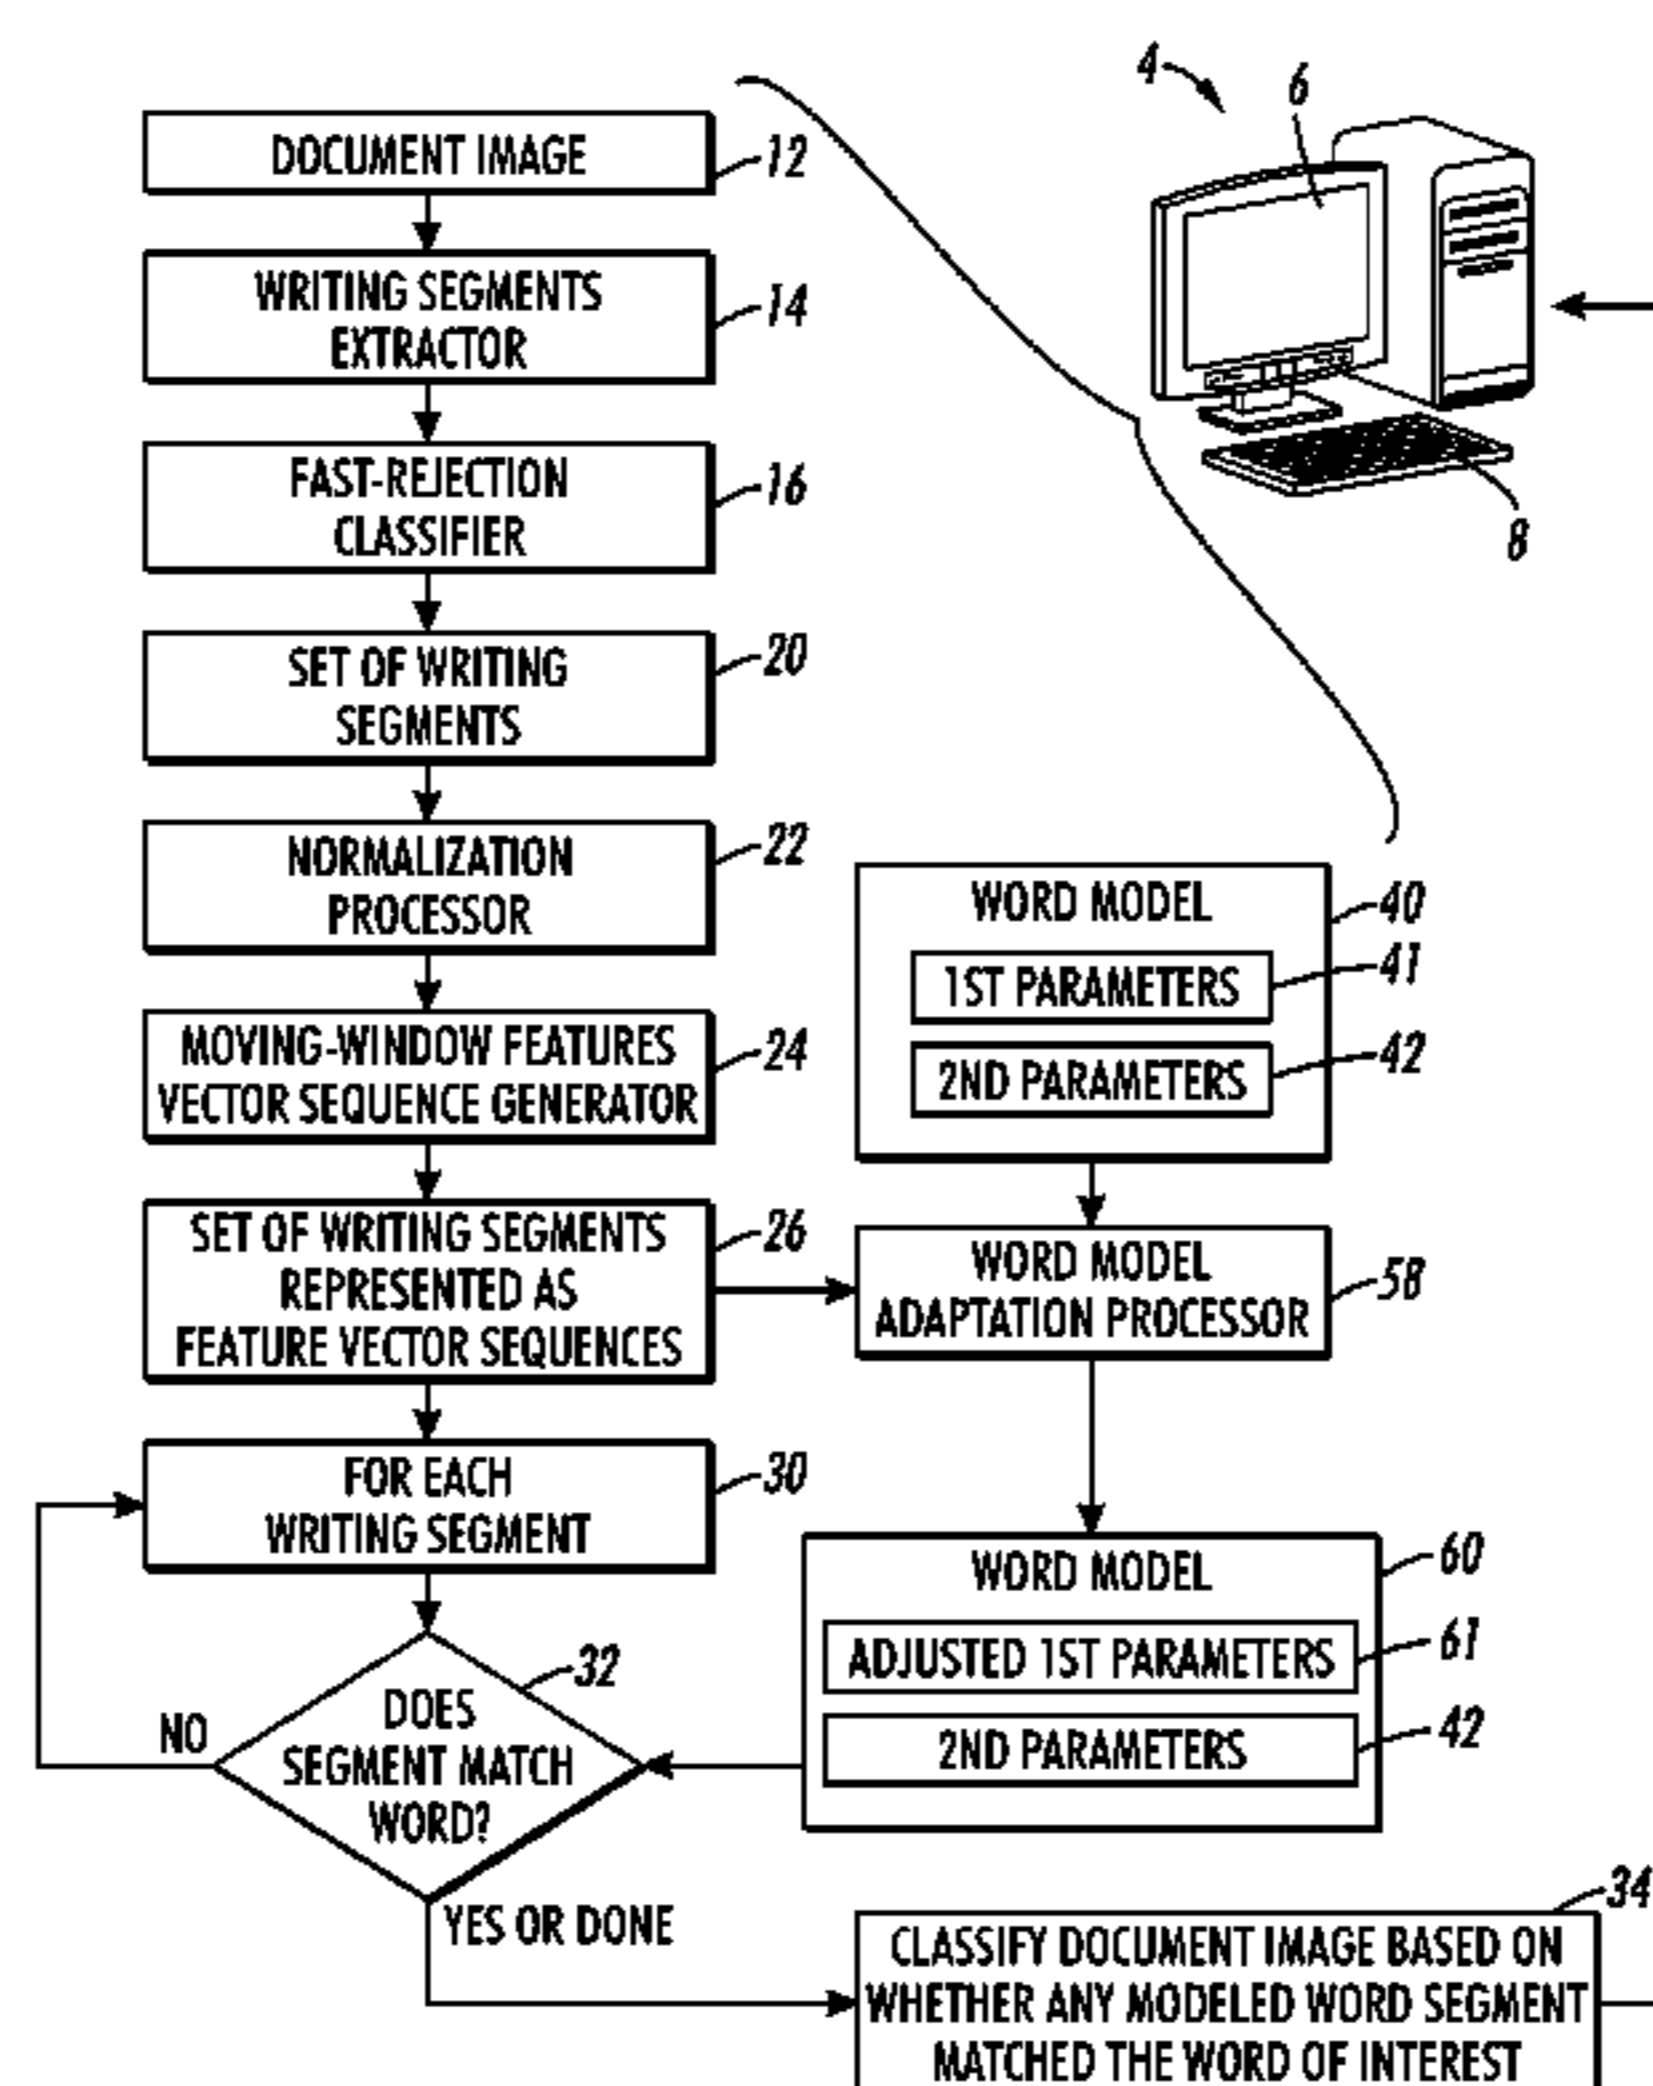 4
6
8
DOCUMENT IMAGE
12
WRITING SEGMENTS
EXTRACTOR
14
FAST-REJECTION
CLASSIFIER
16
SET OF WRITING
SEGMENTS
20
NORMALIZATION
PROCESSOR
22
MOVING-WINDOW FEATURES
VECTOR SEQUENCE GENERATOR
24
SET OF WRITING SEGMENTS
REPRESENTED AS
FEATURE VECTOR SEQUENCES
26
FOR EACH
WRITING SEGMENT
30
DOES
SEGMENT MATCH
WORD?
32
NO
YES OR DONE
WORD MODEL
40
1ST PARAMETERS
41
2ND PARAMETERS
42
WORD MODEL
ADAPTATION PROCESSOR
58
WORD MODEL
60
ADJUSTED 1ST PARAMETERS
61
2ND PARAMETERS
42
34
CLASSIFY DOCUMENT IMAGE BASED ON
WHETHER ANY MODELED WORD SEGMENT
MATCHED THE WORD OF INTEREST